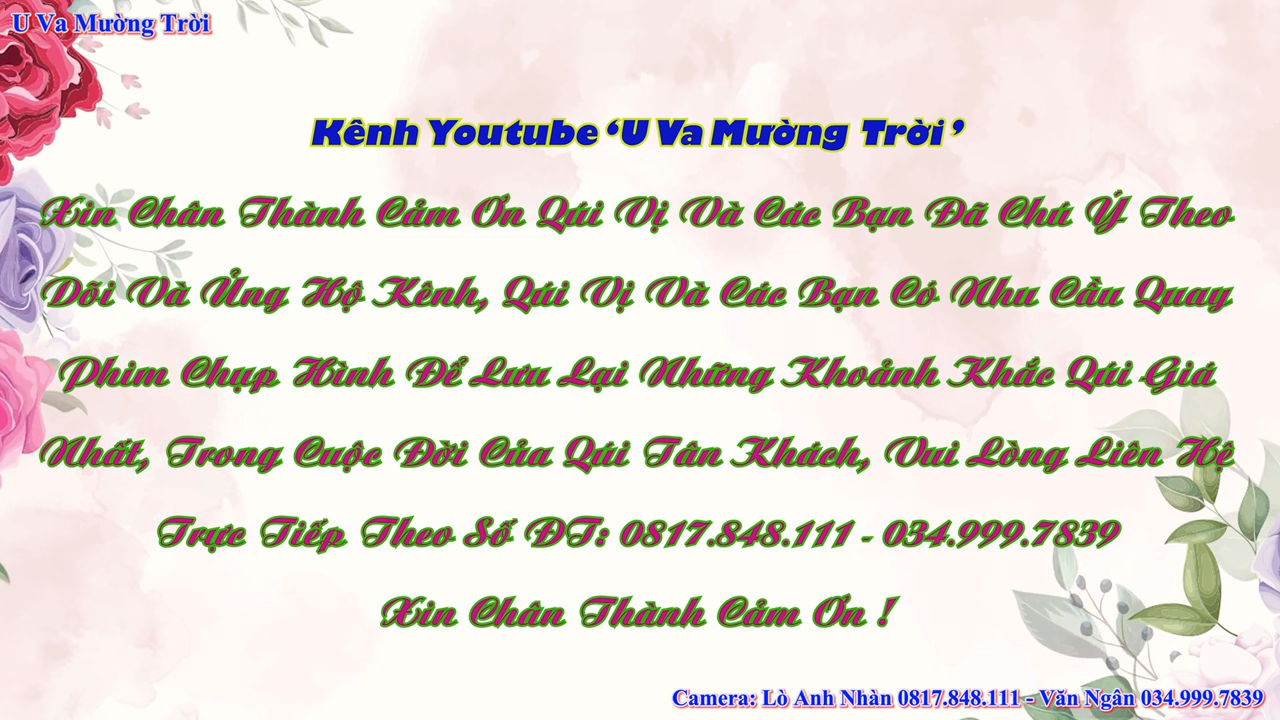 U Va Mường Trời
Kênh Youtube ‘U Va Mường Trời’
Xin Chân Thành Cảm Ơn Qúi Vị Và Các Bạn Đã Chú Ý Theo
Dõi Và Ủng Hộ Kênh, Qúi Vị Và Các Bạn Có Nhu Cầu Quay
Phim Chụp Hình Để Lưu Lại Những Khoảnh Khắc Qúi Giá
Nhất, Trong Cuộc Đời Của Qúi Tân Khách, Vui Lòng Liên Hệ
Trực Tiếp Theo Số ĐT: 0817.848.111 - 034.999.7839
Xin Chân Thành Cảm Ơn !
Camera: Lò Anh Nhàn 0817.848.111 - Văn Ngân 034.999.7839